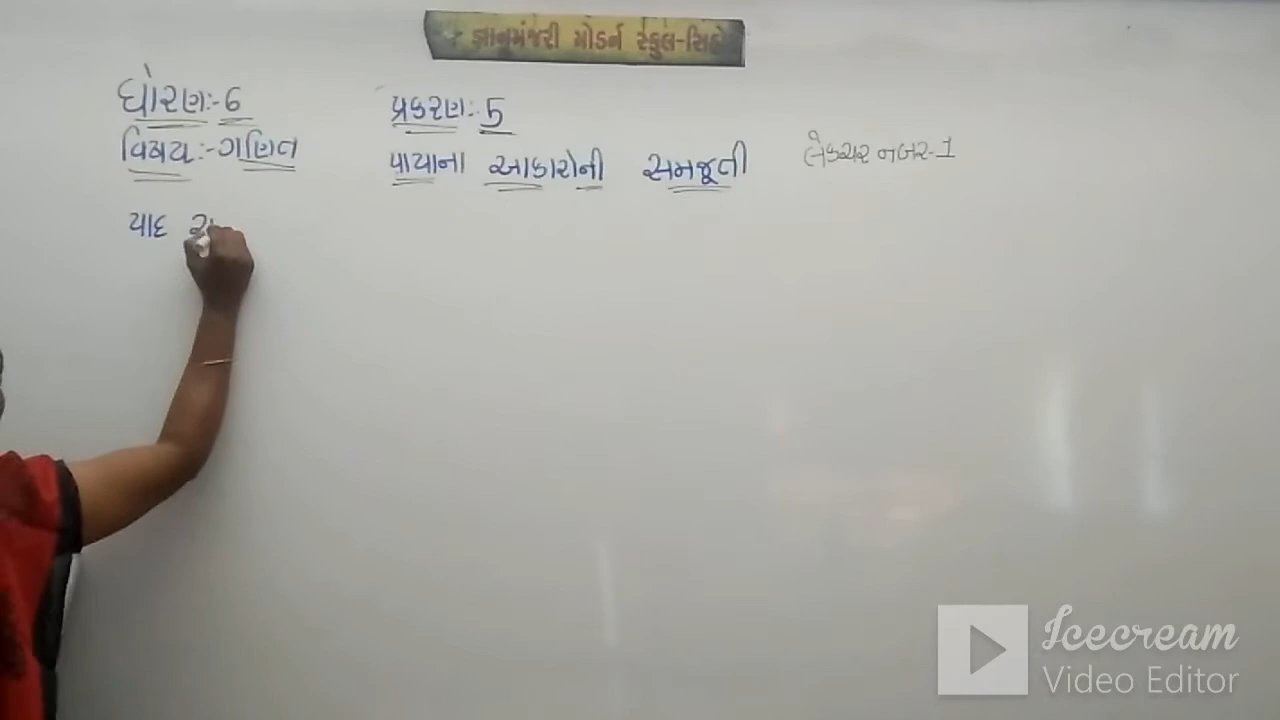 જ્ઞાનમંજરી મોડર્ન સ્કુલ-સિહો
ધોરણ:-6
પ્રકરણ:- 5
વિષય:-ગણિત
પાયાના આકારોની સમજૂતી
લેક્ચર નંબર-1
યાદ
Icecream
Video Editor